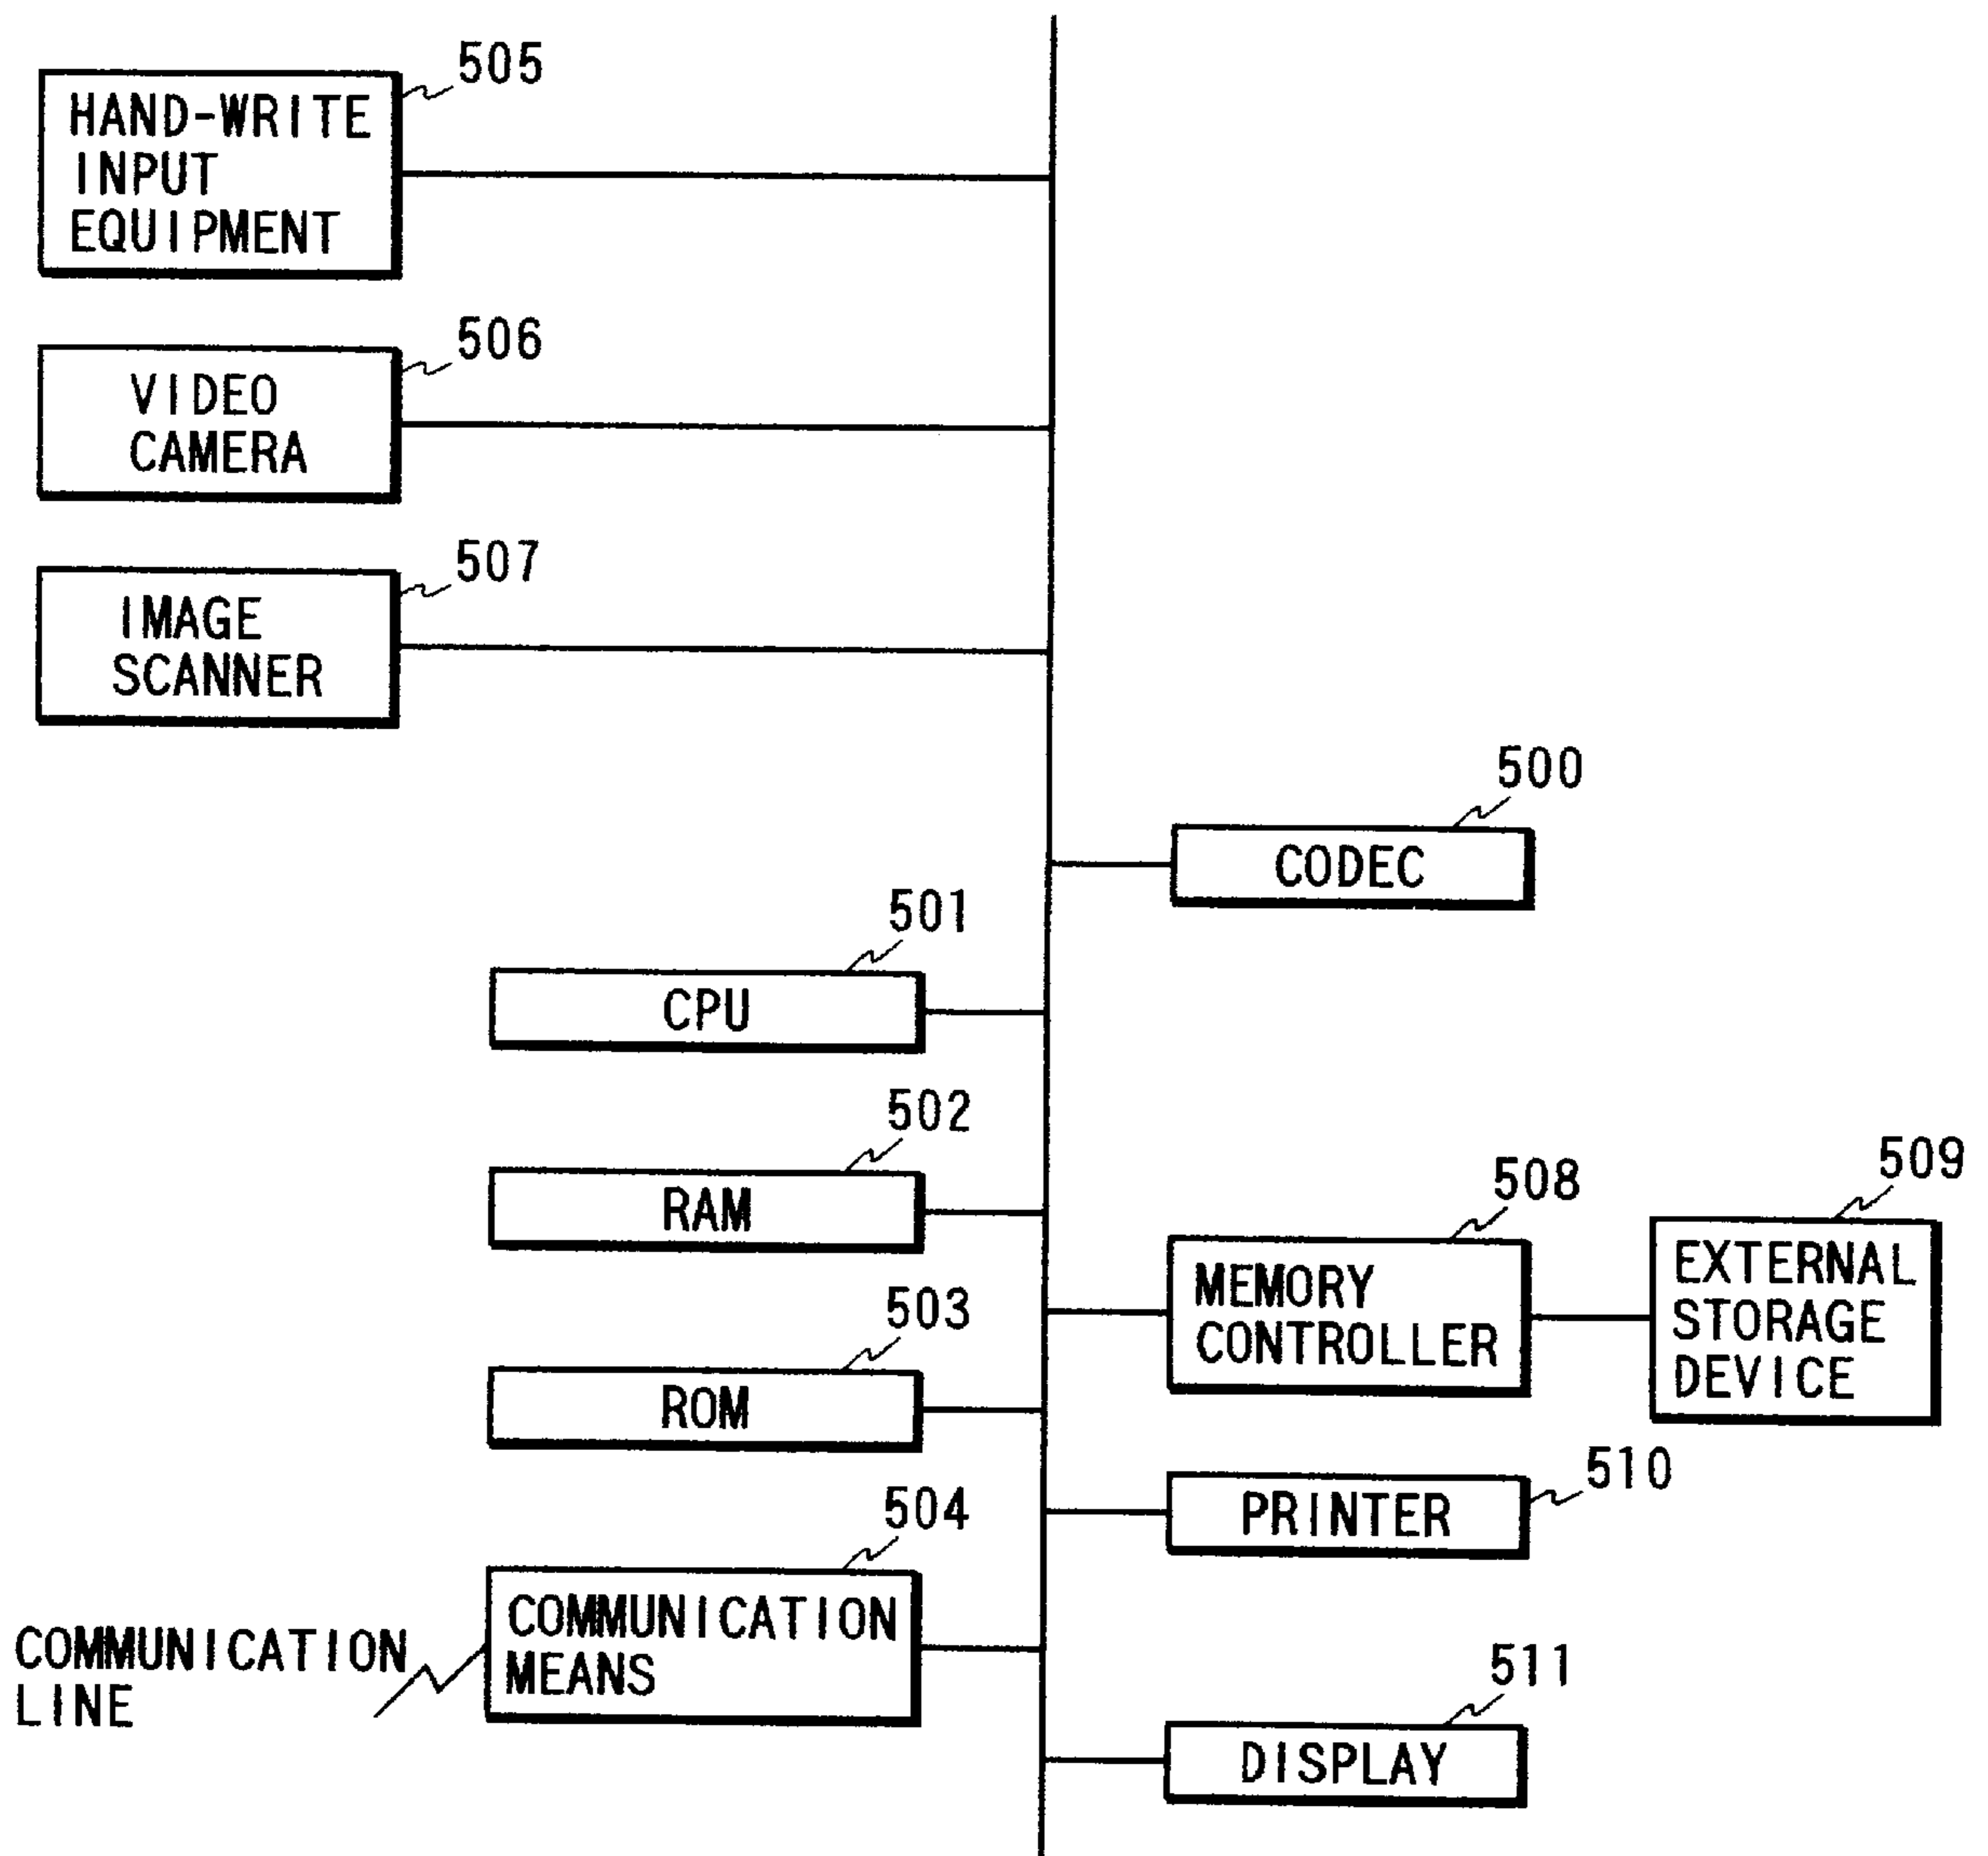 505
HAND-WRITE
INPUT
EQUIPMENT
506
VIDEO
CAMERA
507
IMAGE
SCANNER
500
CODEC
501
CPU
502
RAM
508
MEMORY
CONTROLLER
509
EXTERNAL
STORAGE
DEVICE
503
ROM
510
PRINTER
504
COMMUNICATION
MEANS
COMMUNICATION
LINE
511
DISPLAY